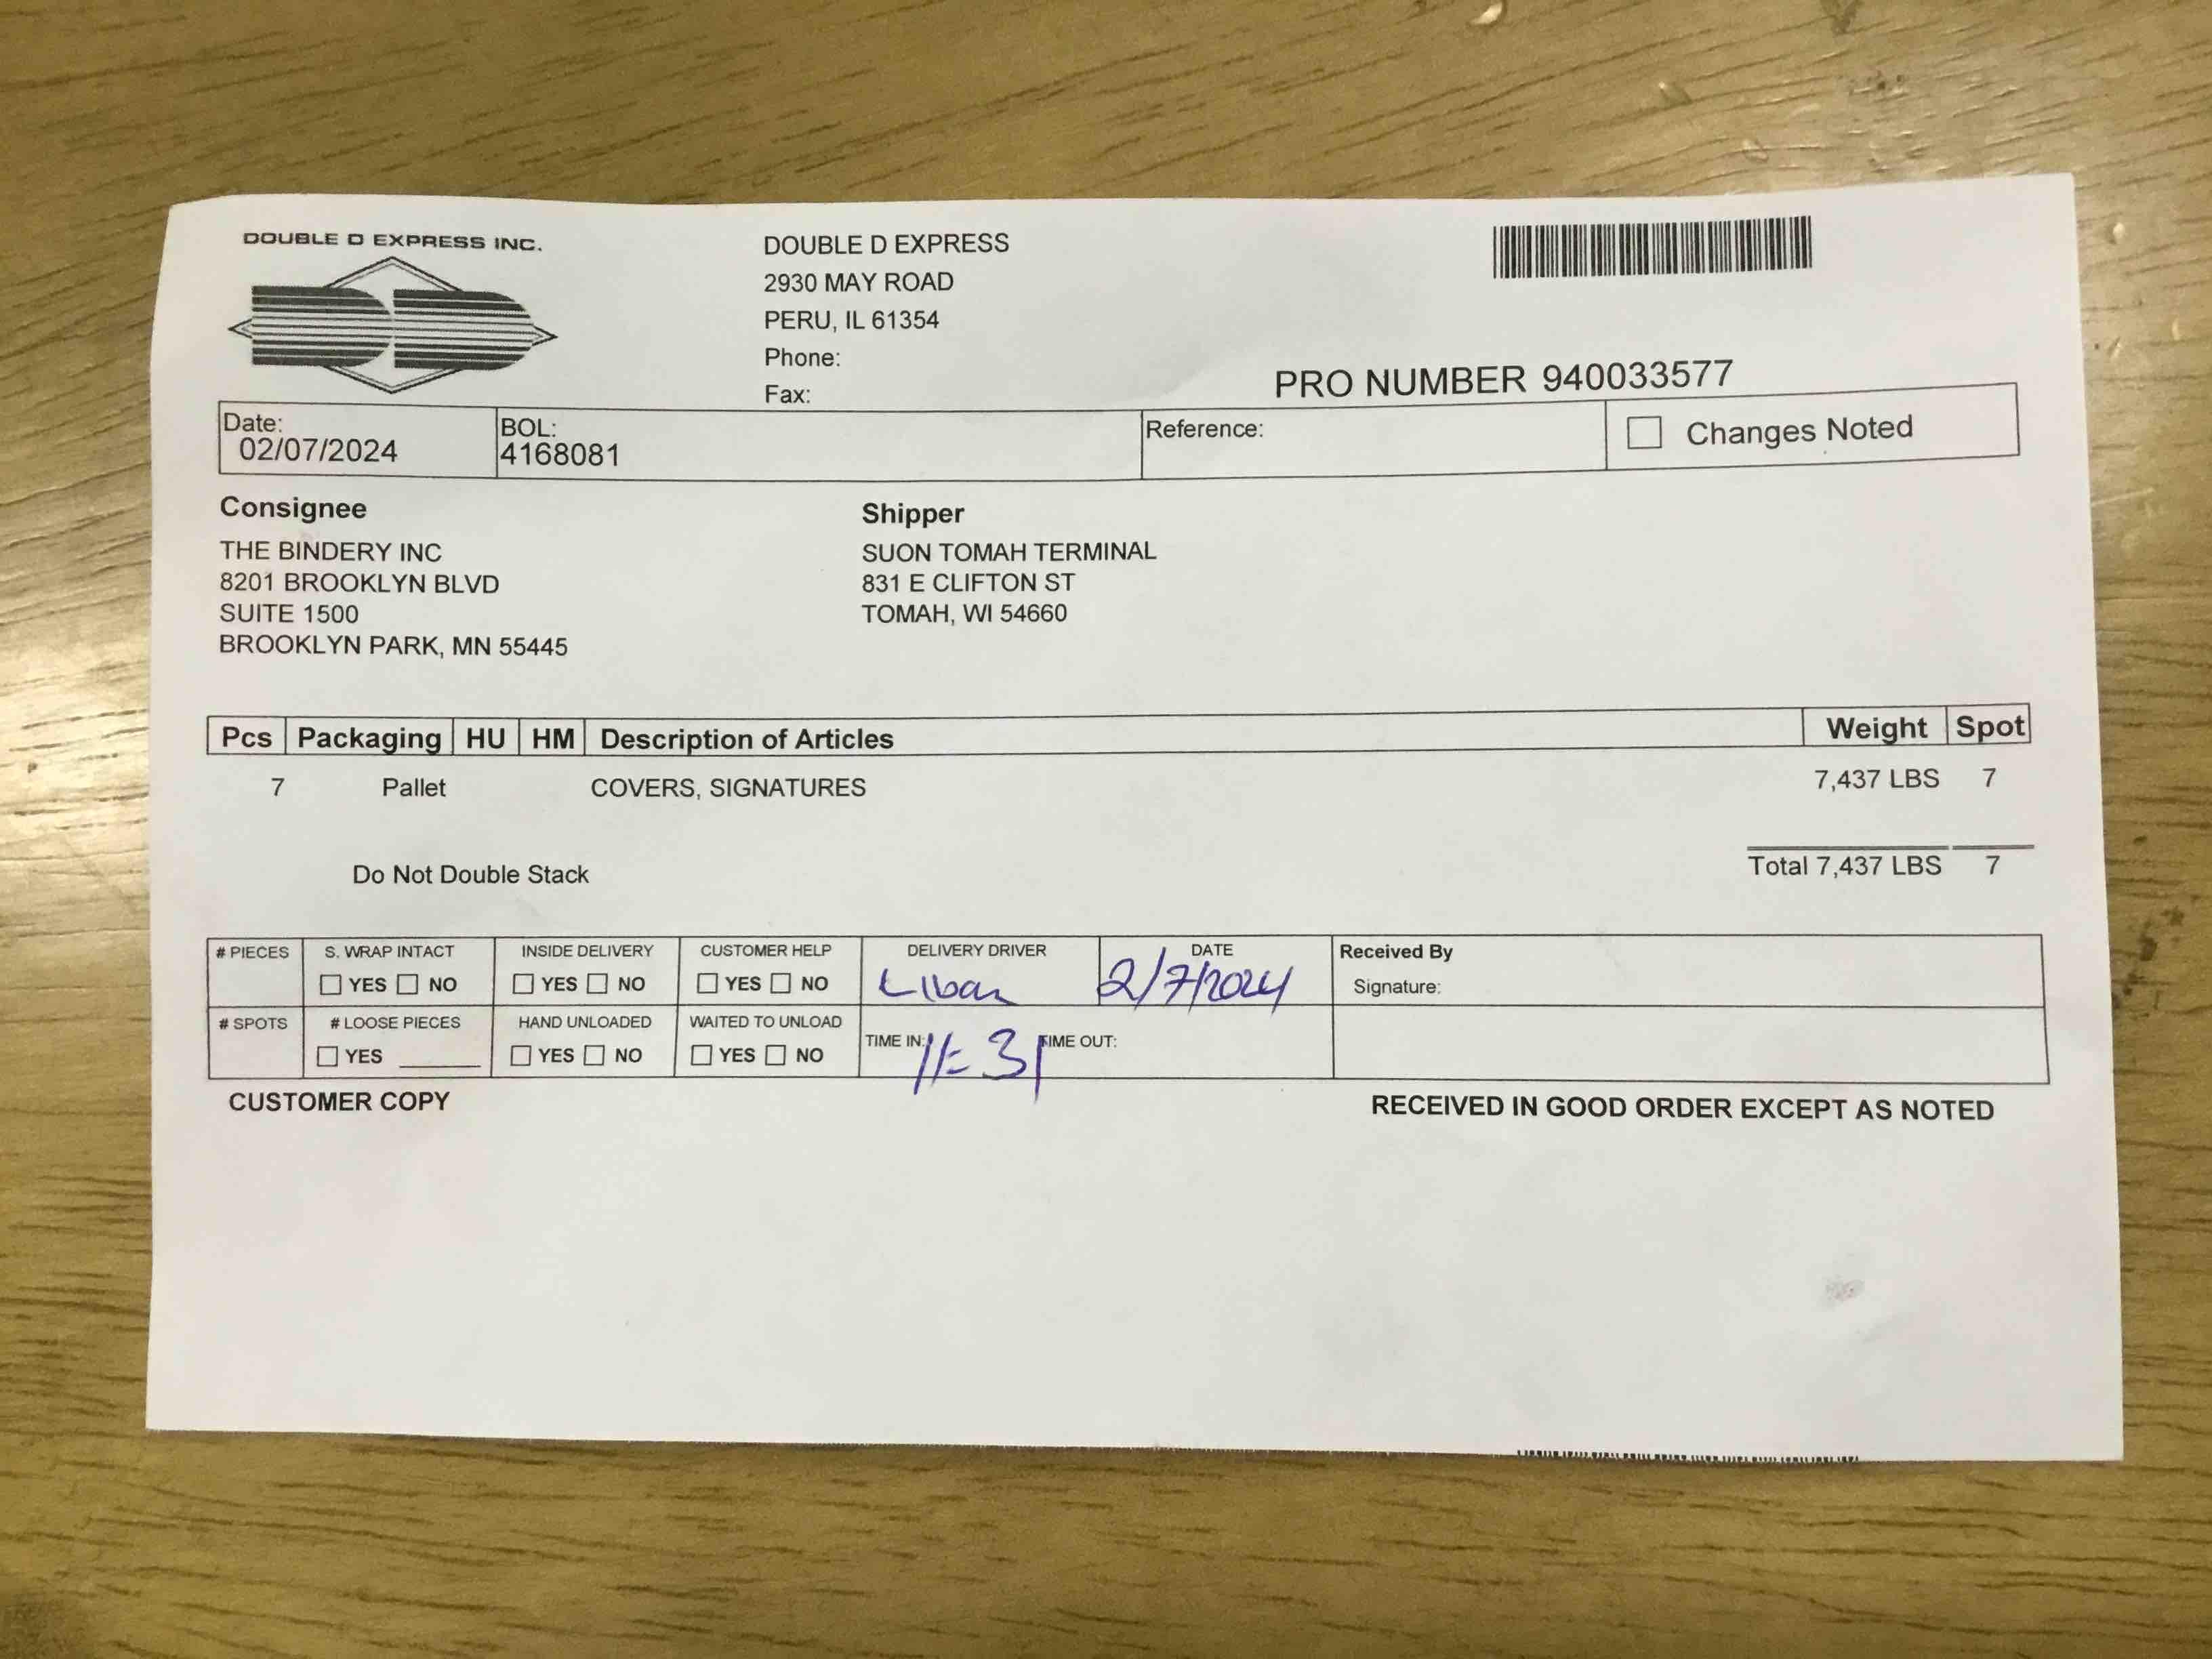 DOUBLE D EXPRESS INC.
DOUBLE D EXPRESS
2930 MAY ROAD
PERU, IL 61354
Phone:
Fax:
PRO NUMBER 940033577
Date:
02/07/2024
BOL:
4168081
Reference:
Changes Noted
Consignee
THE BINDERY INC
8201 BROOKLYN BLVD
SUITE 1500
BROOKLYN PARK, MN 55445
Shipper
SUON TOMAH TERMINAL
831 E CLIFTON ST
TOMAH, WI 54660
Pcs Packaging HU HM Description of Articles Weight Spot
7 Pallet COVERS, SIGNATURES 7,437 LBS 7
Do Not Double Stack
Total 7,437 LBS 7
# PIECES
S. WRAP INTACT
YES NO
INSIDE DELIVERY
YES NO
CUSTOMER HELP
YES NO
DELIVERY DRIVER
Liban
DATE
2/7/2024
Received By
Signature:
# SPOTS
# LOOSE PIECES
YES
HAND UNLOADED
YES NO
WAITED TO UNLOAD
YES NO
TIME IN: 11:31
TIME OUT:
CUSTOMER COPY
RECEIVED IN GOOD ORDER EXCEPT AS NOTED